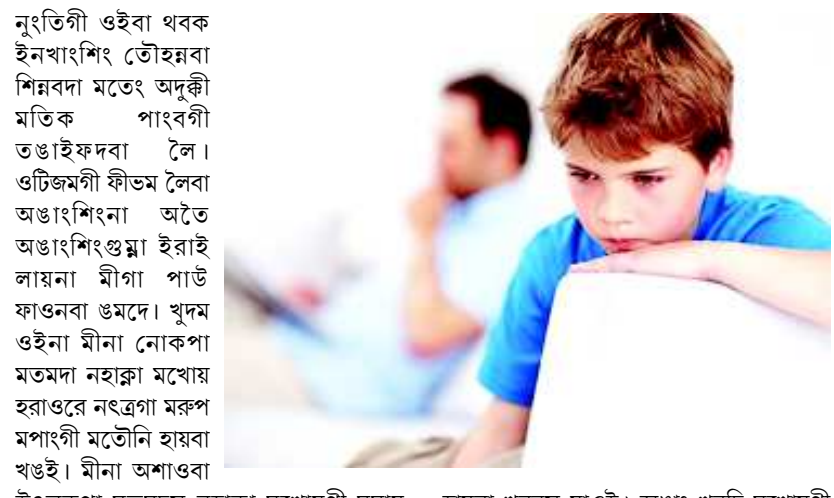 নুংতিগী ওইবা থবক
ইনখাংশিং তৌহন্নবা
শিন্নবদা মতেং অদুক্কী
মতিক পাংবগী
তঙাইফদবা লৈ।
ওটিজমগী ফীভম লৈবা
অঙাংশিংনা অতৈ
অঙাংশিংগুম্না ইরাই
লায়না মীগা পাউ
ফাওনবা ঙমদে। খুদম
ওইনা মীনা নোকপা
মতমদা নহাক্না মখোয়
হরাওরে নৎত্রগা মরুপ
মপাংগী মতৌনি হায়বা
খঙই। মীনা অশাওবা